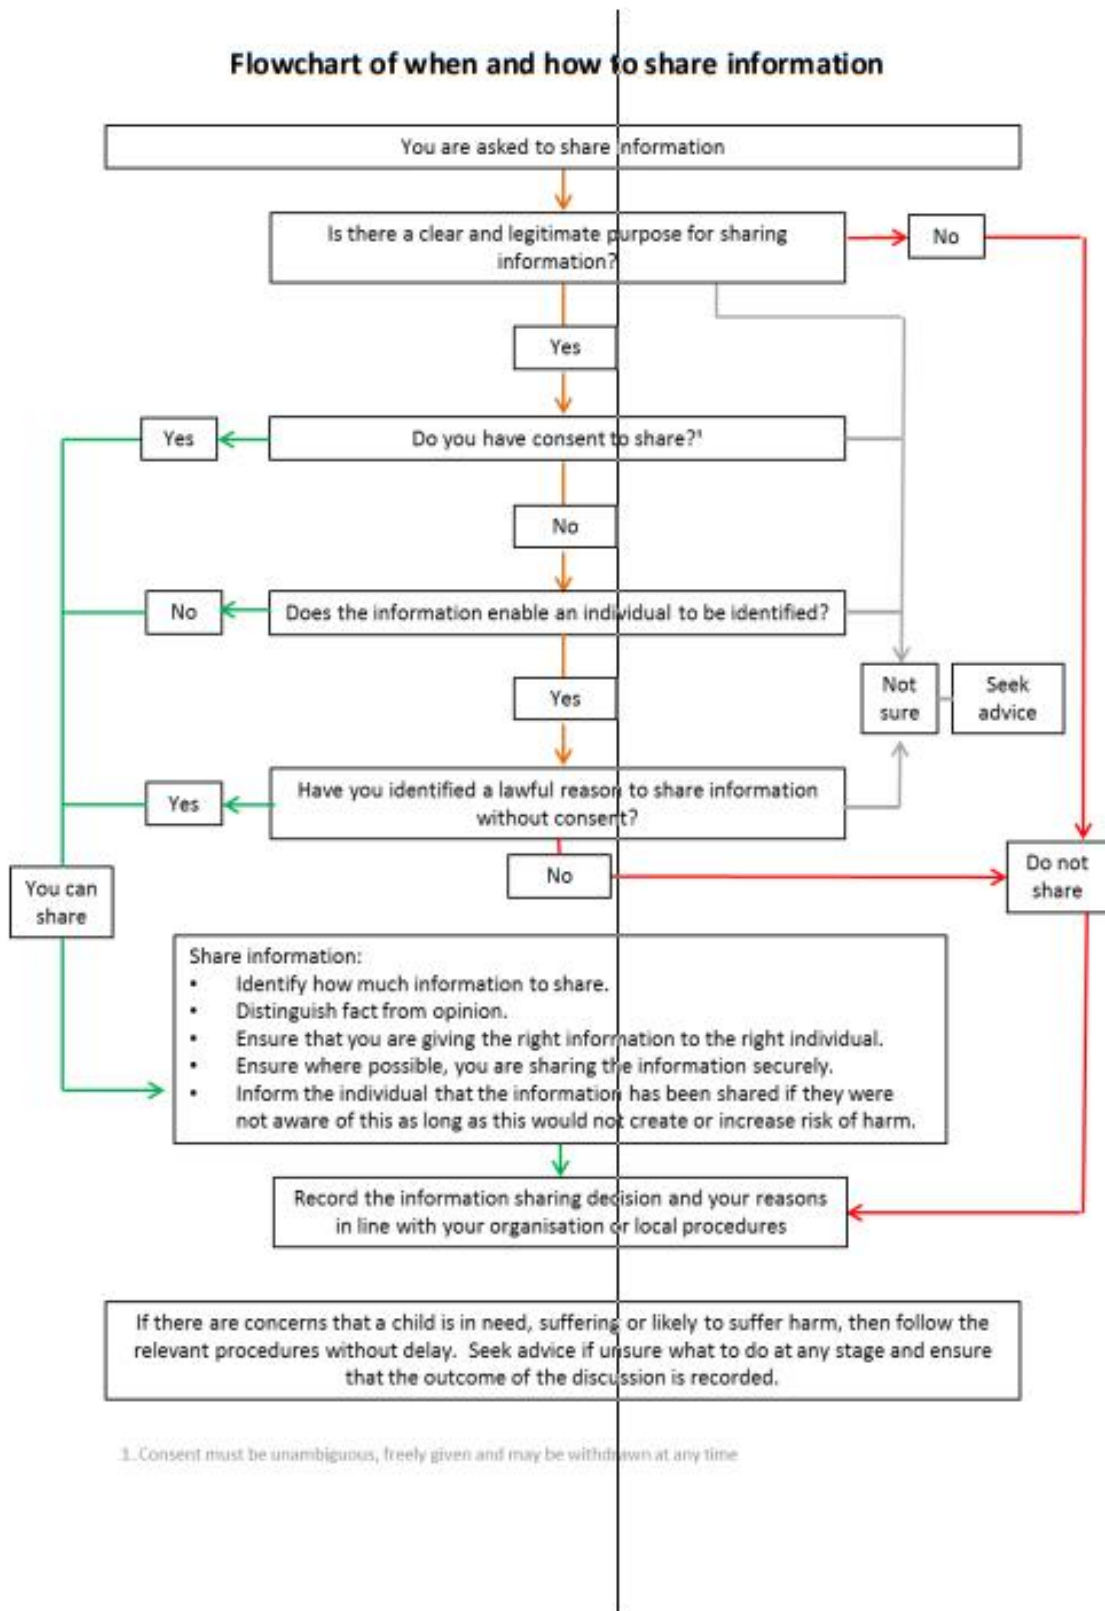 Flowchart of when and how to share information
You are asked to share information
Is there a clear and legitimate purpose for sharing
information?
No
Yes
Do you have consent to share?¹
Yes
No
Does the information enable an individual to be identified?
No
Yes
Not
sure
Seek
advice
Have you identified a lawful reason to share information
without consent?
Yes
No
Do not
share
You can
share
Share information:
• Identify how much information to share.
• Distinguish fact from opinion.
• Ensure that you are giving the right information to the right individual.
• Ensure where possible, you are sharing the information securely.
• Inform the individual that the information has been shared if they were
not aware of this as long as this would not create or increase risk of harm.
Record the information sharing decision and your reasons
in line with your organisation or local procedures
If there are concerns that a child is in need, suffering or likely to suffer harm, then follow the
relevant procedures without delay. Seek advice if unsure what to do at any stage and ensure
that the outcome of the discussion is recorded.
1. Consent must be unambiguous, freely given and may be withdrawn at any time